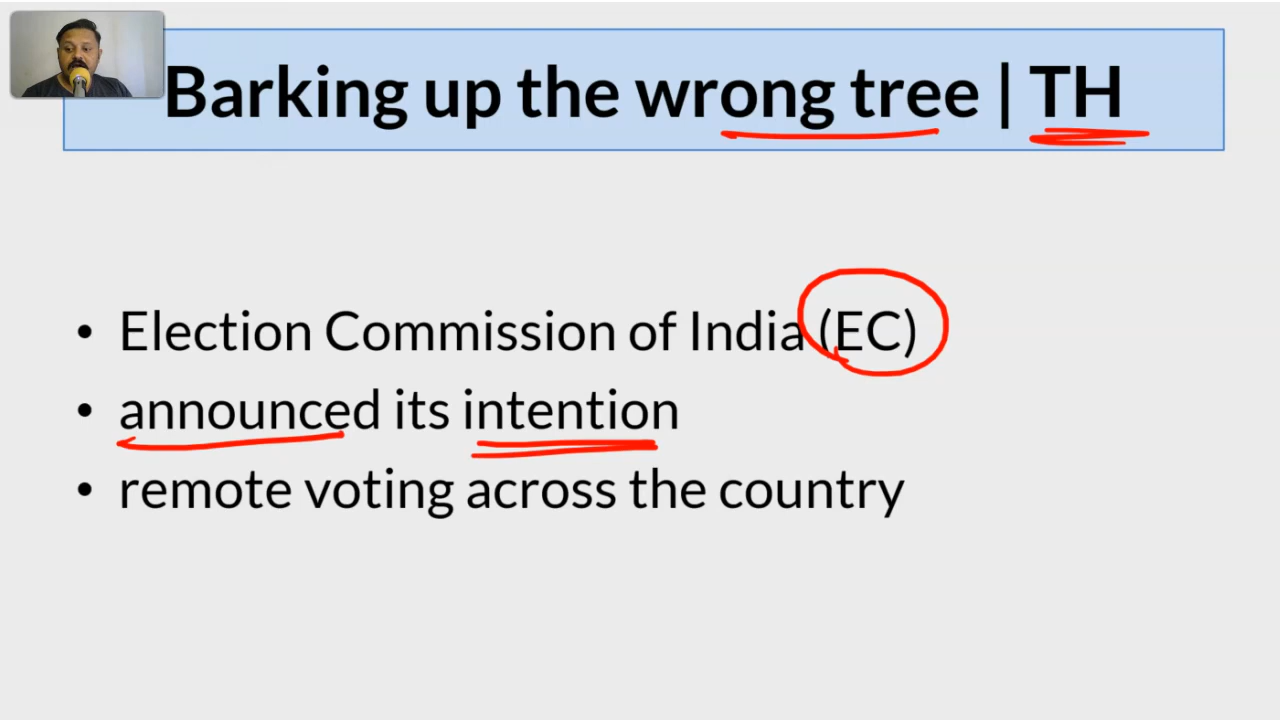 Barking up the wrong tree | TH
• Election Commission of India (EC)
• announced its intention
• remote voting across the country